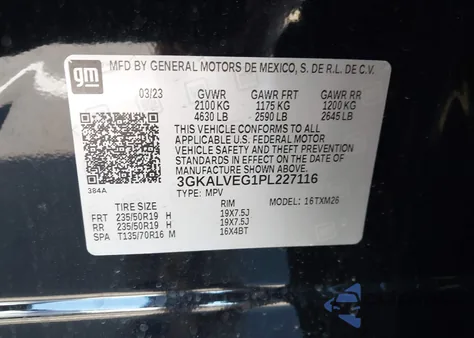 gm MFD BY GENERAL MOTORS DE MEXICO, S. DE R.L. DE C.V.
03/23 GVWR GAWR FRT GAWR RR
2100 KG 1175 KG 1200 KG
4630 LB 2590 LB 2645 LB
THIS VEHICLE CONFORMS TO ALL
APPLICABLE U.S. FEDERAL MOTOR
VEHICLE SAFETY, BUMPER, AND THEFT
PREVENTION STANDARDS IN
EFFECT ON THE DATE OF
MANUFACTURE SHOWN ABOVE.
384A 3GKALVEG1PL227116
TYPE: MPV
TIRE SIZE RIM MODEL: 16TXM26
FRT 235/50R19 H 19X7.5J
RR 235/50R19 H 19X7.5J
SPA T135/70R16 M 16X4BT